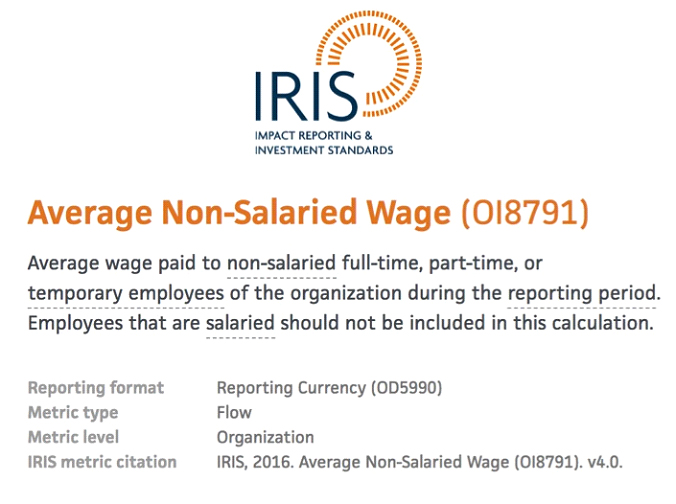 IRIS
IMPACT REPORTING &
INVESTMENT STANDARDS
Average Non-Salaried Wage (OI8791)
Average wage paid to non-salaried full-time, part-time, or
temporary employees of the organization during the reporting period.
Employees that are salaried should not be included in this calculation.
Reporting format Reporting Currency (OD5990)
Metric type Flow
Metric level Organization
IRIS metric citation IRIS, 2016. Average Non-Salaried Wage (OI8791). v4.0.